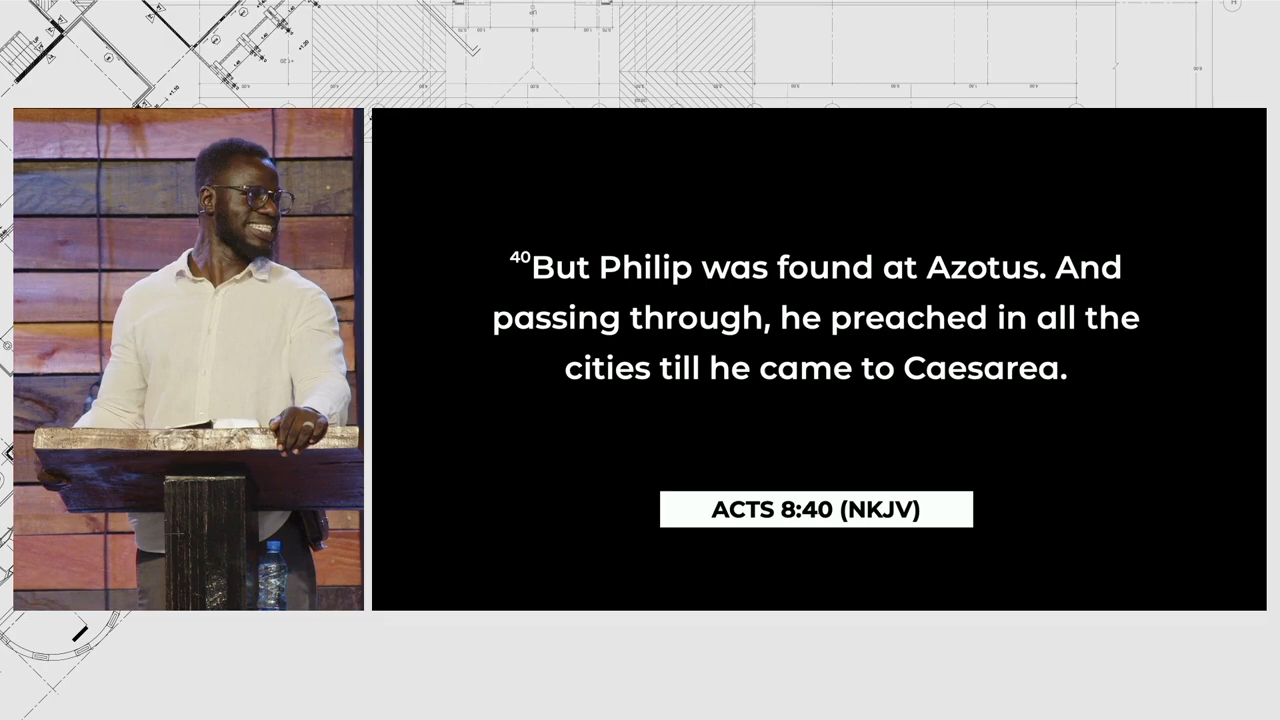 ⁴⁰But Philip was found at Azotus. And
passing through, he preached in all the
cities till he came to Caesarea.
ACTS 8:40 (NKJV)